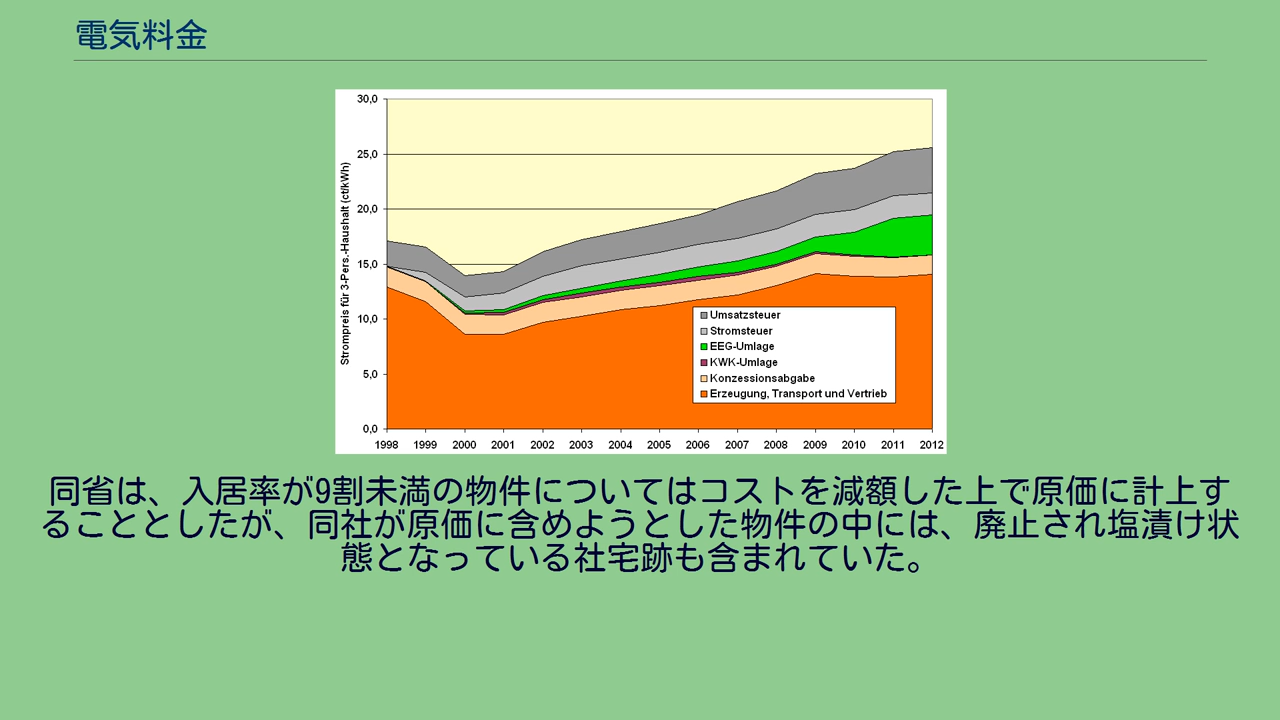 電気料金
30,0
25,0
20,0
15,0
10,0
5,0
0,0
Strompreis für 3-Pers.-Haushalt (ct/kWh)
Umsatzsteuer
Stromsteuer
EEG-Umlage
KWK-Umlage
Konzessionsabgabe
Erzeugung, Transport und Vertrieb
1998 1999 2000 2001 2002 2003 2004 2005 2006 2007 2008 2009 2010 2011 2012
同省は、入居率が9割未満の物件についてはコストを減額した上で原価に計上す
ることとしたが、同社が原価に含めようとした物件の中には、廃止され塩漬け状
態となっている社宅跡も含まれていた。